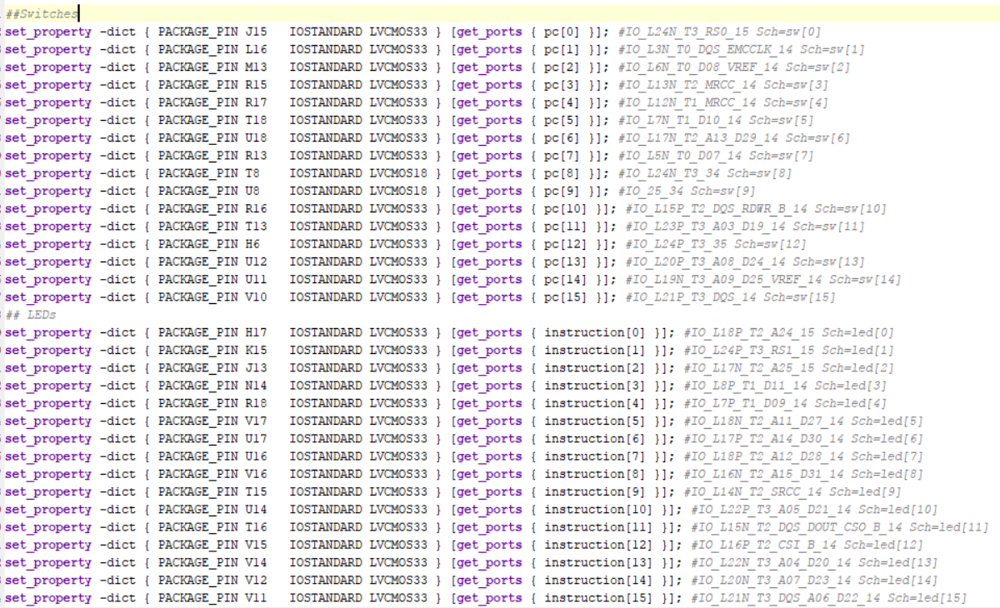 ##Switches
set_property -dict { PACKAGE_PIN J15   IOSTANDARD LVCMOS33 } [get_ports { pc[0] }]; #IO_L24N_T3_RS0_15 Sch=sw[0]
set_property -dict { PACKAGE_PIN L16   IOSTANDARD LVCMOS33 } [get_ports { pc[1] }]; #IO_L3N_T0_DQS_EMCCLK_14 Sch=sw[1]
set_property -dict { PACKAGE_PIN M13   IOSTANDARD LVCMOS33 } [get_ports { pc[2] }]; #IO_L6N_T0_D08_VREF_14 Sch=sw[2]
set_property -dict { PACKAGE_PIN R15   IOSTANDARD LVCMOS33 } [get_ports { pc[3] }]; #IO_L13N_T2_MRCC_14 Sch=sw[3]
set_property -dict { PACKAGE_PIN R17   IOSTANDARD LVCMOS33 } [get_ports { pc[4] }]; #IO_L12N_T1_MRCC_14 Sch=sw[4]
set_property -dict { PACKAGE_PIN T18   IOSTANDARD LVCMOS33 } [get_ports { pc[5] }]; #IO_L7N_T1_D10_14 Sch=sw[5]
set_property -dict { PACKAGE_PIN U18   IOSTANDARD LVCMOS33 } [get_ports { pc[6] }]; #IO_L17N_T2_A13_D29_14 Sch=sw[6]
set_property -dict { PACKAGE_PIN R13   IOSTANDARD LVCMOS33 } [get_ports { pc[7] }]; #IO_L5N_T0_D07_14 Sch=sw[7]
set_property -dict { PACKAGE_PIN T8    IOSTANDARD LVCMOS18 } [get_ports { pc[8] }]; #IO_L24N_T3_34 Sch=sw[8]
set_property -dict { PACKAGE_PIN U8    IOSTANDARD LVCMOS18 } [get_ports { pc[9] }]; #IO_25_34 Sch=sw[9]
set_property -dict { PACKAGE_PIN R16   IOSTANDARD LVCMOS33 } [get_ports { pc[10] }]; #IO_L15P_T2_DQS_RDWR_B_14 Sch=sw[10]
set_property -dict { PACKAGE_PIN T13   IOSTANDARD LVCMOS33 } [get_ports { pc[11] }]; #IO_L23P_T3_A03_D19_14 Sch=sw[11]
set_property -dict { PACKAGE_PIN H6    IOSTANDARD LVCMOS33 } [get_ports { pc[12] }]; #IO_L24P_T3_35 Sch=sw[12]
set_property -dict { PACKAGE_PIN U12   IOSTANDARD LVCMOS33 } [get_ports { pc[13] }]; #IO_L20P_T3_A08_D24_14 Sch=sw[13]
set_property -dict { PACKAGE_PIN U11   IOSTANDARD LVCMOS33 } [get_ports { pc[14] }]; #IO_L19N_T3_A09_D25_VREF_14 Sch=sw[14]
set_property -dict { PACKAGE_PIN V10   IOSTANDARD LVCMOS33 } [get_ports { pc[15] }]; #IO_L21P_T3_DQS_14 Sch=sw[15]
## LEDs
set_property -dict { PACKAGE_PIN H17   IOSTANDARD LVCMOS33 } [get_ports { instruction[0] }]; #IO_L18P_T2_A24_15 Sch=led[0]
set_property -dict { PACKAGE_PIN K15   IOSTANDARD LVCMOS33 } [get_ports { instruction[1] }]; #IO_L24P_T3_RS1_15 Sch=led[1]
set_property -dict { PACKAGE_PIN J13   IOSTANDARD LVCMOS33 } [get_ports { instruction[2] }]; #IO_L17N_T2_A25_15 Sch=led[2]
set_property -dict { PACKAGE_PIN N14   IOSTANDARD LVCMOS33 } [get_ports { instruction[3] }]; #IO_L8P_T1_D11_14 Sch=led[3]
set_property -dict { PACKAGE_PIN R18   IOSTANDARD LVCMOS33 } [get_ports { instruction[4] }]; #IO_L7P_T1_D09_14 Sch=led[4]
set_property -dict { PACKAGE_PIN V17   IOSTANDARD LVCMOS33 } [get_ports { instruction[5] }]; #IO_L18N_T2_A11_D27_14 Sch=led[5]
set_property -dict { PACKAGE_PIN U17   IOSTANDARD LVCMOS33 } [get_ports { instruction[6] }]; #IO_L17P_T2_A14_D30_14 Sch=led[6]
set_property -dict { PACKAGE_PIN U16   IOSTANDARD LVCMOS33 } [get_ports { instruction[7] }]; #IO_L18P_T2_A12_D28_14 Sch=led[7]
set_property -dict { PACKAGE_PIN V16   IOSTANDARD LVCMOS33 } [get_ports { instruction[8] }]; #IO_L16N_T2_A15_D31_14 Sch=led[8]
set_property -dict { PACKAGE_PIN T15   IOSTANDARD LVCMOS33 } [get_ports { instruction[9] }]; #IO_L14N_T2_SRCC_14 Sch=led[9]
set_property -dict { PACKAGE_PIN U14   IOSTANDARD LVCMOS33 } [get_ports { instruction[10] }]; #IO_L22P_T3_A05_D21_14 Sch=led[10]
set_property -dict { PACKAGE_PIN T16   IOSTANDARD LVCMOS33 } [get_ports { instruction[11] }]; #IO_L15N_T2_DQS_DOUT_CSO_B_14 Sch=led[11]
set_property -dict { PACKAGE_PIN V15   IOSTANDARD LVCMOS33 } [get_ports { instruction[12] }]; #IO_L16P_T2_CSI_B_14 Sch=led[12]
set_property -dict { PACKAGE_PIN V14   IOSTANDARD LVCMOS33 } [get_ports { instruction[13] }]; #IO_L22N_T3_A04_D20_14 Sch=led[13]
set_property -dict { PACKAGE_PIN V12   IOSTANDARD LVCMOS33 } [get_ports { instruction[14] }]; #IO_L20N_T3_A07_D23_14 Sch=led[14]
set_property -dict { PACKAGE_PIN V11   IOSTANDARD LVCMOS33 } [get_ports { instruction[15] }]; #IO_L21N_T3_DQS_A06_D22_14 Sch=led[15]